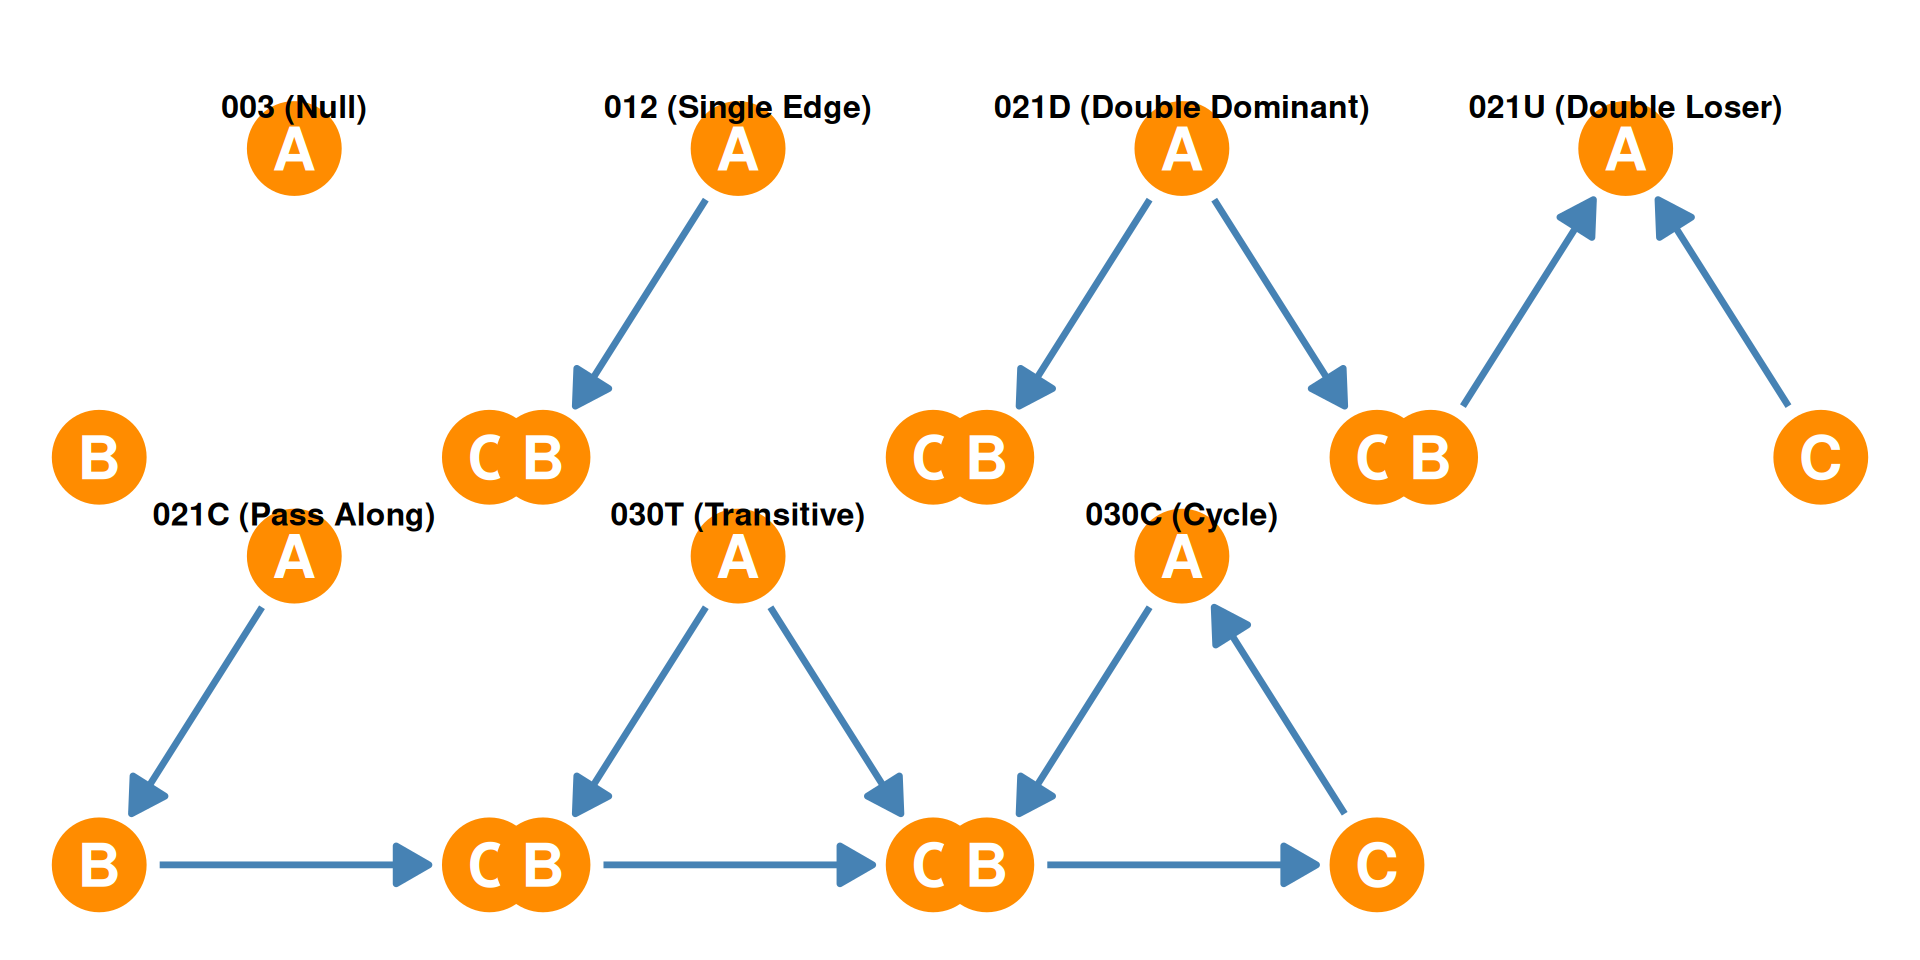 003 (Null) 012 (Single Edge) 021D (Double Dominant) 021U (Double Loser)
A A A A
B C B C B C B C
021C (Pass Along) 030T (Transitive) 030C (Cycle)
A A A
B C B C B C